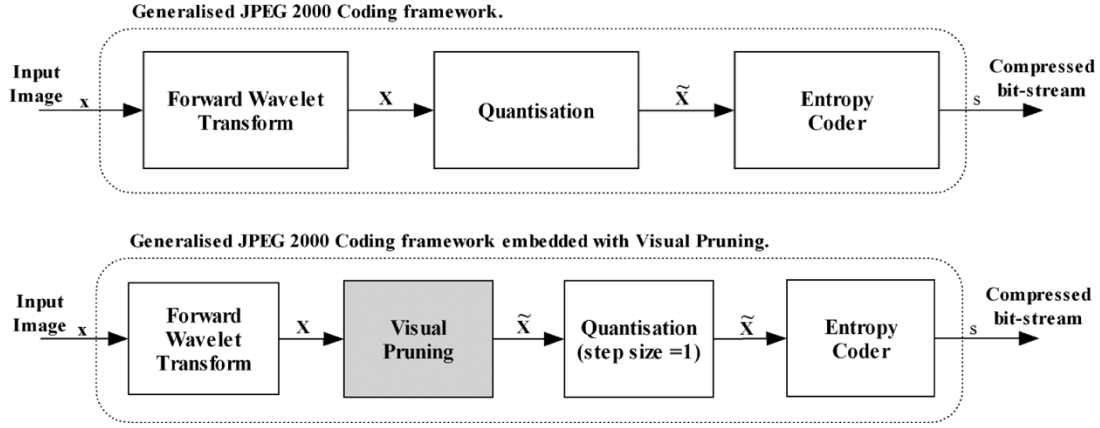 Generalised JPEG 2000 Coding framework.
Input
Image
x
Forward Wavelet
Transform
X
Quantisation
X̃
Entropy
Coder
s
Compressed
bit-stream
Generalised JPEG 2000 Coding framework embedded with Visual Pruning.
Input
Image
x
Forward
Wavelet
Transform
X
Visual
Pruning
X̃
Quantisation
(step size =1)
X̃
Entropy
Coder
s
Compressed
bit-stream